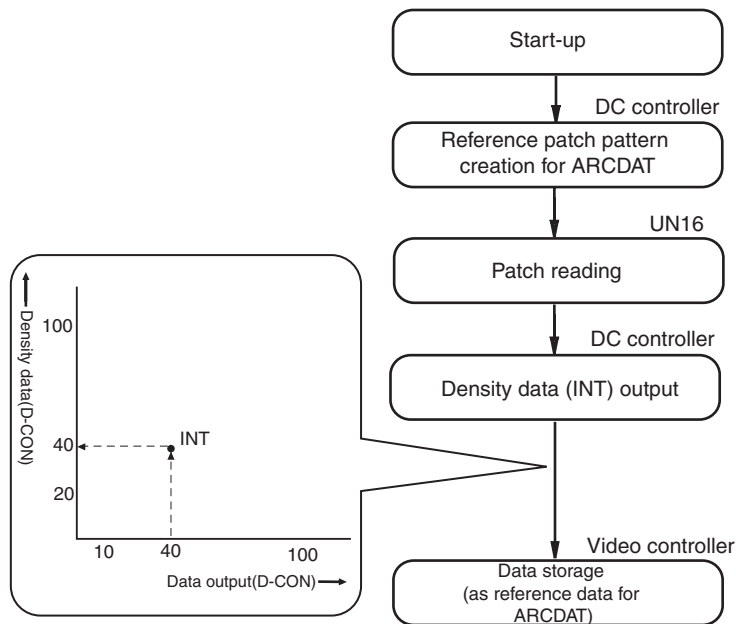 Start-up
DC controller
Reference patch pattern
creation for ARCDAT
UN16
Patch reading
DC controller
Density data (INT) output
Video controller
Data storage
(as reference data for
ARCDAT)
Density data(D-CON)
100
40
20
INT
10
40
100
Data output(D-CON)